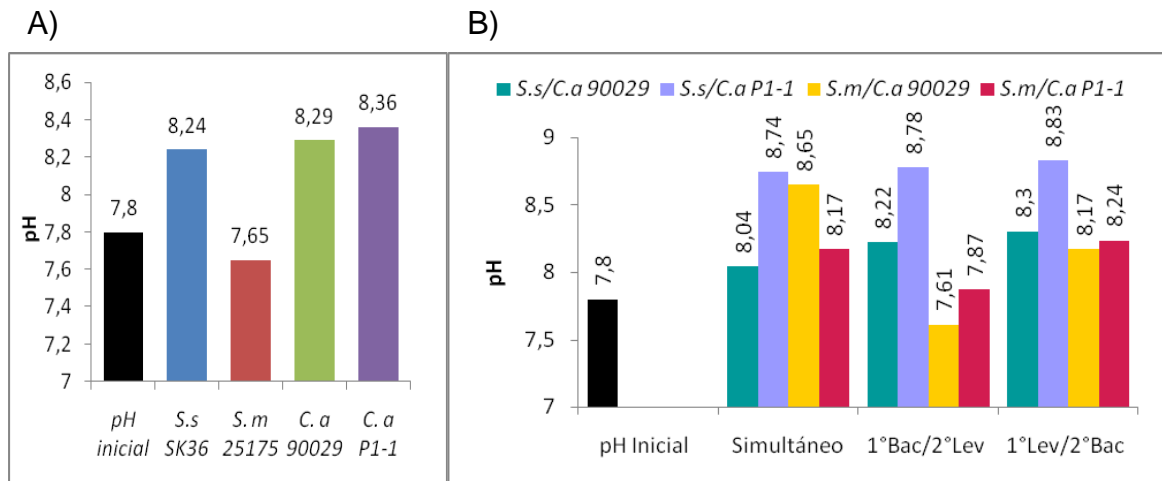 A)
8,6
8,4
8,2
8
7,8
7,6
7,4
7,2
7
pH
7,8
8,24
7,65
8,29
8,36
pH inicial
S.s SK36
S.m 25175
C. a 90029
C. a P1-1
B)
S.s/C.a 90029 S.s/C.a P1-1 S.m/C.a 90029 S.m/C.a P1-1
9
8,5
8
7,5
7
pH
7,8
8,04
8,74
8,65
8,17
8,22
8,78
7,61
7,87
8,3
8,83
8,17
8,24
pH Inicial Simultáneo 1°Bac/2°Lev 1°Lev/2°Bac